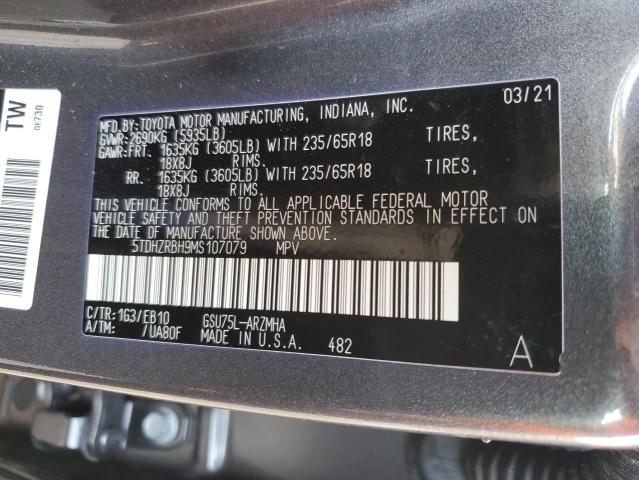 TW
0E730
MFD.BY:TOYOTA MOTOR MANUFACTURING, INDIANA, INC. 03/21
GVWR:2690KG (5935LB)
GAWR:FRT. 1635KG (3605LB) WITH 235/65R18 TIRES,
18X8J RIMS.
RR. 1635KG (3605LB) WITH 235/65R18 TIRES,
18X8J RIMS.
THIS VEHICLE CONFORMS TO ALL APPLICABLE FEDERAL MOTOR
VEHICLE SAFETY AND THEFT PREVENTION STANDARDS IN EFFECT ON
THE DATE OF MANUFACTURE SHOWN ABOVE.
5TDHZRBH9MS107079 MPV
C/TR:1G3/EB10 GSU75L-ARZMHA
A/TM: /UA80F MADE IN U.S.A. 482 A